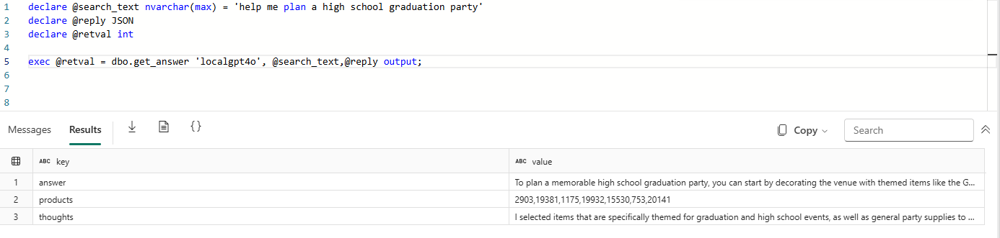 1 declare @search_text nvarchar(max) = 'help me plan a high school graduation party'
2 declare @reply JSON
3 declare @retval int
4
5 exec @retval = dbo.get_answer 'localgpt4o', @search_text,@reply output;
6
7
8
Messages Results {} Copy Search
ABC key ABC value
1 answer To plan a memorable high school graduation party, you can start by decorating the venue with themed items like the G...
2 products 2903,19381,1175,19932,15530,753,20141
3 thoughts I selected items that are specifically themed for graduation and high school events, as well as general party supplies to ...